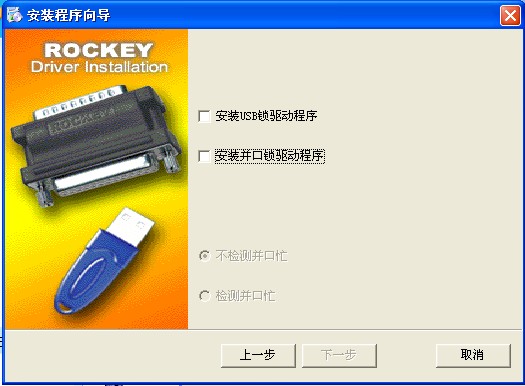 安装程序向导
ROCKEY
Driver Installation
ROCKEY
安装USB锁驱动程序
安装并口锁驱动程序
不检测并口忙
检测并口忙
上一步
下一步
取消